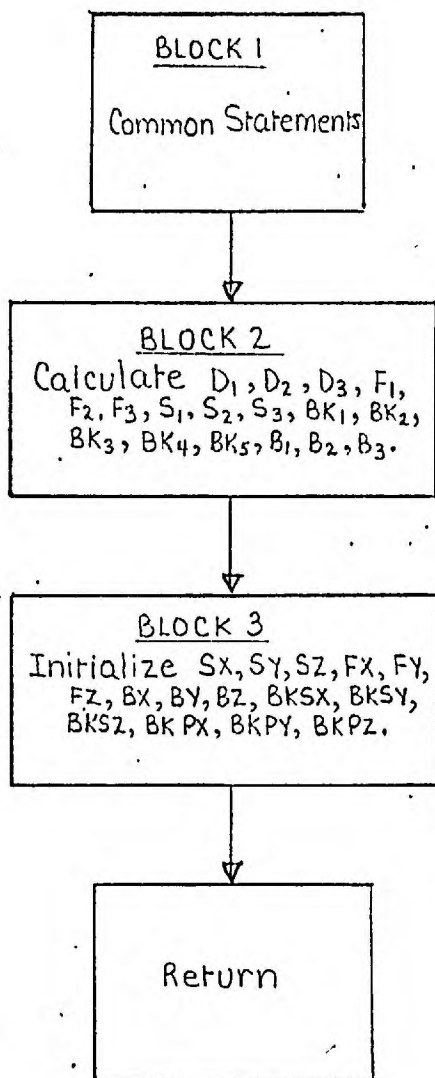 BLOCK 1
Common Statements
BLOCK 2
Calculate D₁, D₂, D₃, F₁,
F₂, F₃, S₁, S₂, S₃, BK₁, BK₂,
BK₃, BK₄, BK₅, B₁, B₂, B₃.
BLOCK 3
Inirialize SX, SY, SZ, FX, FY,
FZ, BX, BY, BZ, BKSX, BKSY,
BKSZ, BKPX, BKPY, BKPZ.
Return